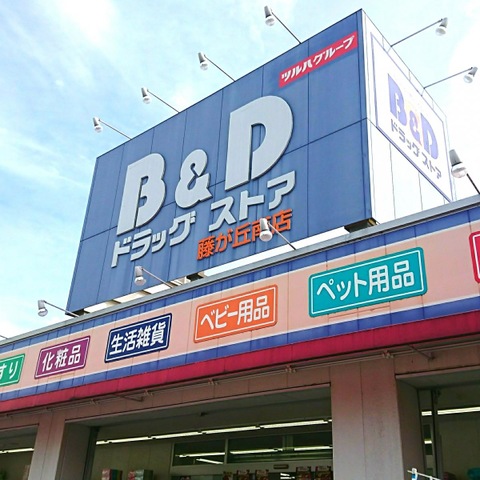 ツルハグループ
B&D
ドラッグ ストア
藤が丘南店
B&D
ドラッグ ストア
すり
化粧品
生活雑貨
ベビー用品
ペット用品